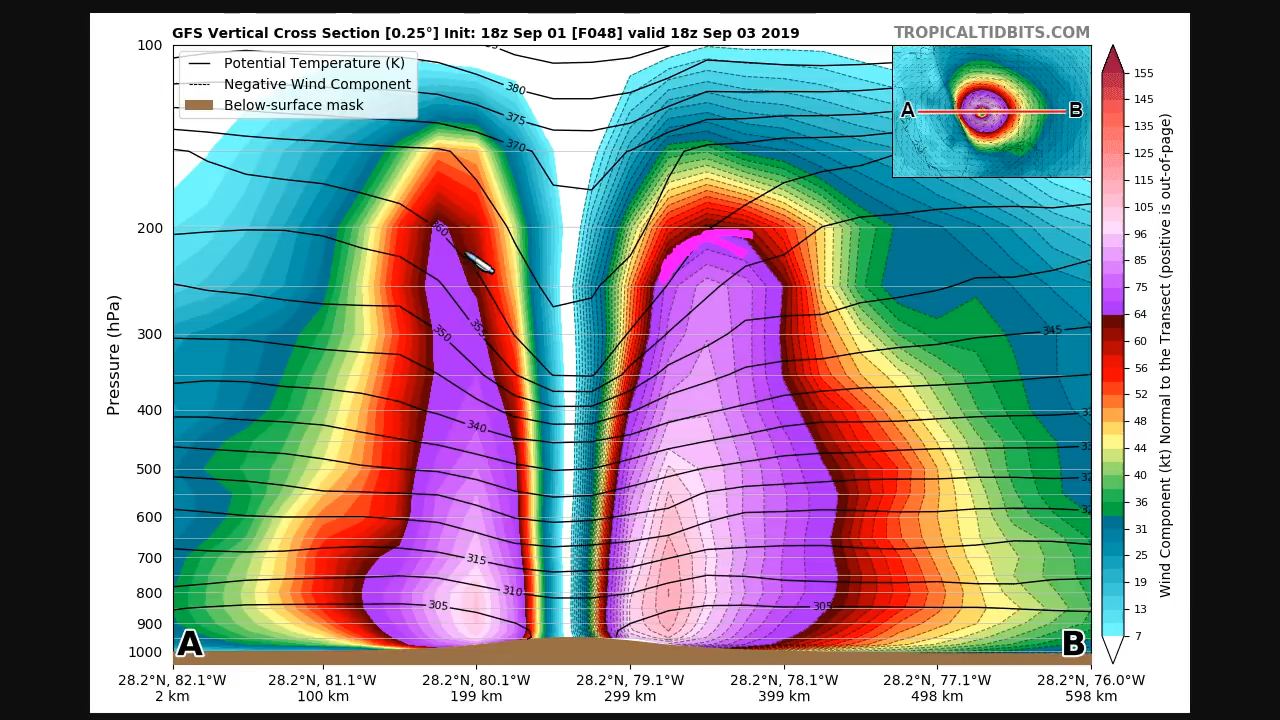 GFS Vertical Cross Section [0.25°] Init: 18z Sep 01 [F048] valid 18z Sep 03 2019
TROPICALTIDBITS.COM
Potential Temperature (K)
Negative Wind Component
Below-surface mask
Pressure (hPa)
100
200
300
400
500
600
700
800
900
1000
380
375
370
360
355
350
345
340
315
310
305
305
A
B
A
B
28.2°N, 82.1°W
2 km
28.2°N, 81.1°W
100 km
28.2°N, 80.1°W
199 km
28.2°N, 79.1°W
299 km
28.2°N, 78.1°W
399 km
28.2°N, 77.1°W
498 km
28.2°N, 76.0°W
598 km
155
145
135
125
115
105
96
85
75
64
60
56
52
48
44
40
36
31
25
19
13
7
Wind Component (kt) Normal to the Transect (positive is out-of-page)